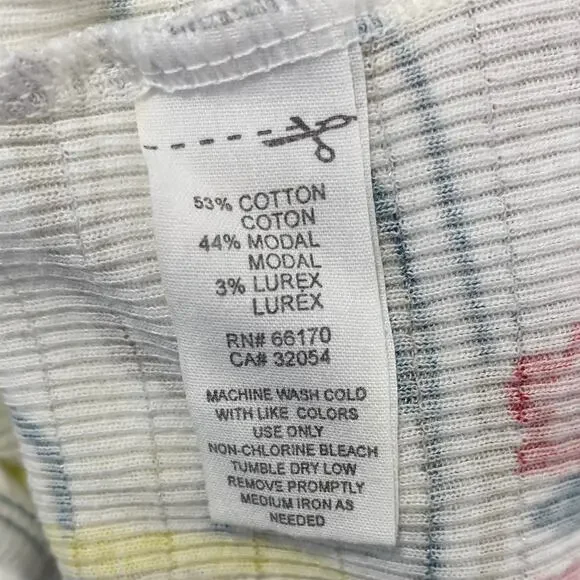 53% COTTON
COTON
44% MODAL
MODAL
3% LUREX
LURÉX
RN# 66170
CA# 32054
MACHINE WASH COLD
WITH LIKE COLORS
USE ONLY
NON-CHLORINE BLEACH
TUMBLE DRY LOW
REMOVE PROMPTLY
MEDIUM IRON AS
NEEDED